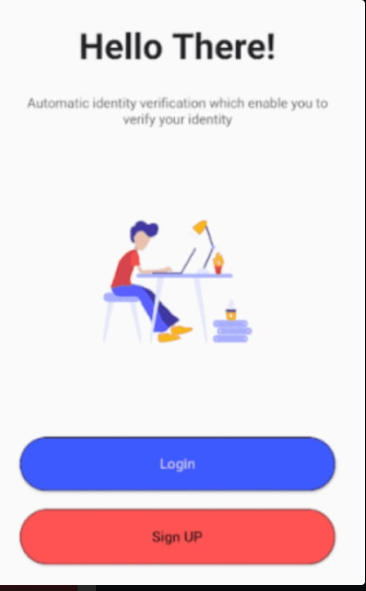 Hello There!
Automatic identity verification which enable you to
verify your identity
Login
Sign UP